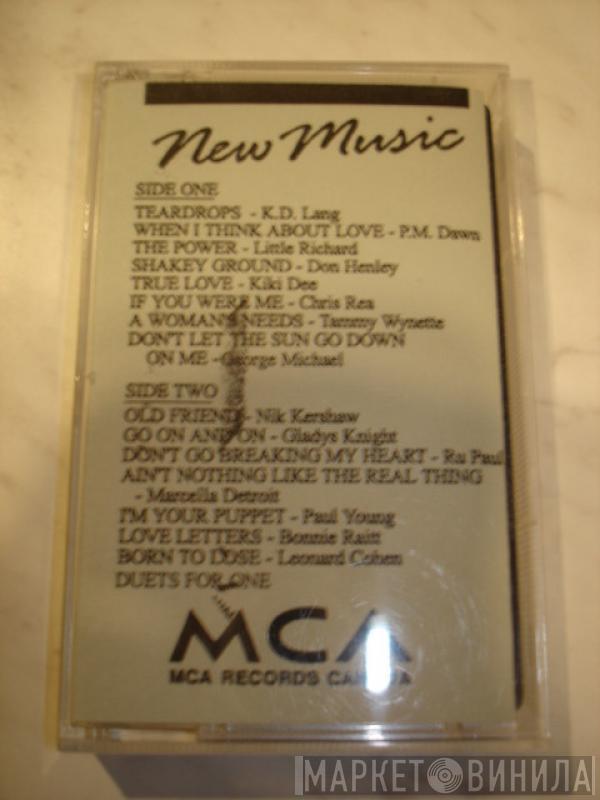 New Music
SIDE ONE
TEARDROPS - K.D. Lang
WHEN I THINK ABOUT LOVE - P.M. Dawn
THE POWER - Little Richard
SHAKEY GROUND - Don Henley
TRUE LOVE - Kiki Dee
IF YOU WERE ME - Chris Rea
A WOMAN'S NEEDS - Tammy Wynette
DON'T LET THE SUN GO DOWN
ON ME - George Michael
SIDE TWO
OLD FRIEND - Nik Kershaw
GO ON AND ON - Gladys Knight
DON'T GO BREAKING MY HEART - Ru Paul
AIN'T NOTHING LIKE THE REAL THING
- Marcella Detroit
I'M YOUR PUPPET - Paul Young
LOVE LETTERS - Bonnie Raitt
BORN TO LOSE - Leonard Cohen
DUETS FOR ONE
MCA
MCA RECORDS CANADA
МАРКЕТ ВИНИЛА